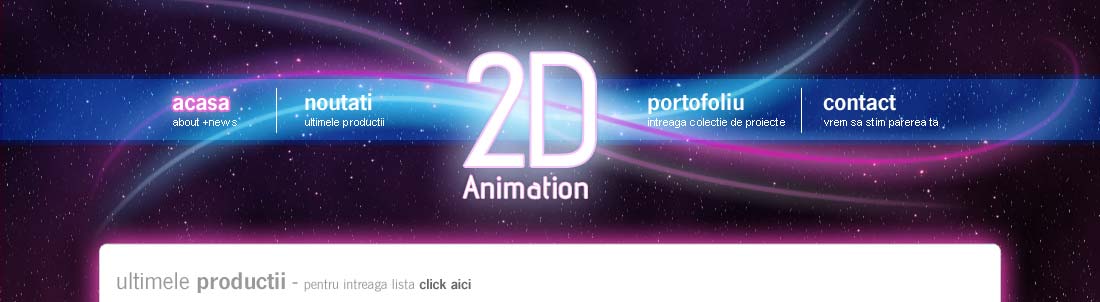 2D
Animation
acasa
about +news
noutati
ultimele productii
portofoliu
intreaga colectie de proiecte
contact
vrem sa stim parerea ta
ultimele productii - pentru intreaga lista click aici